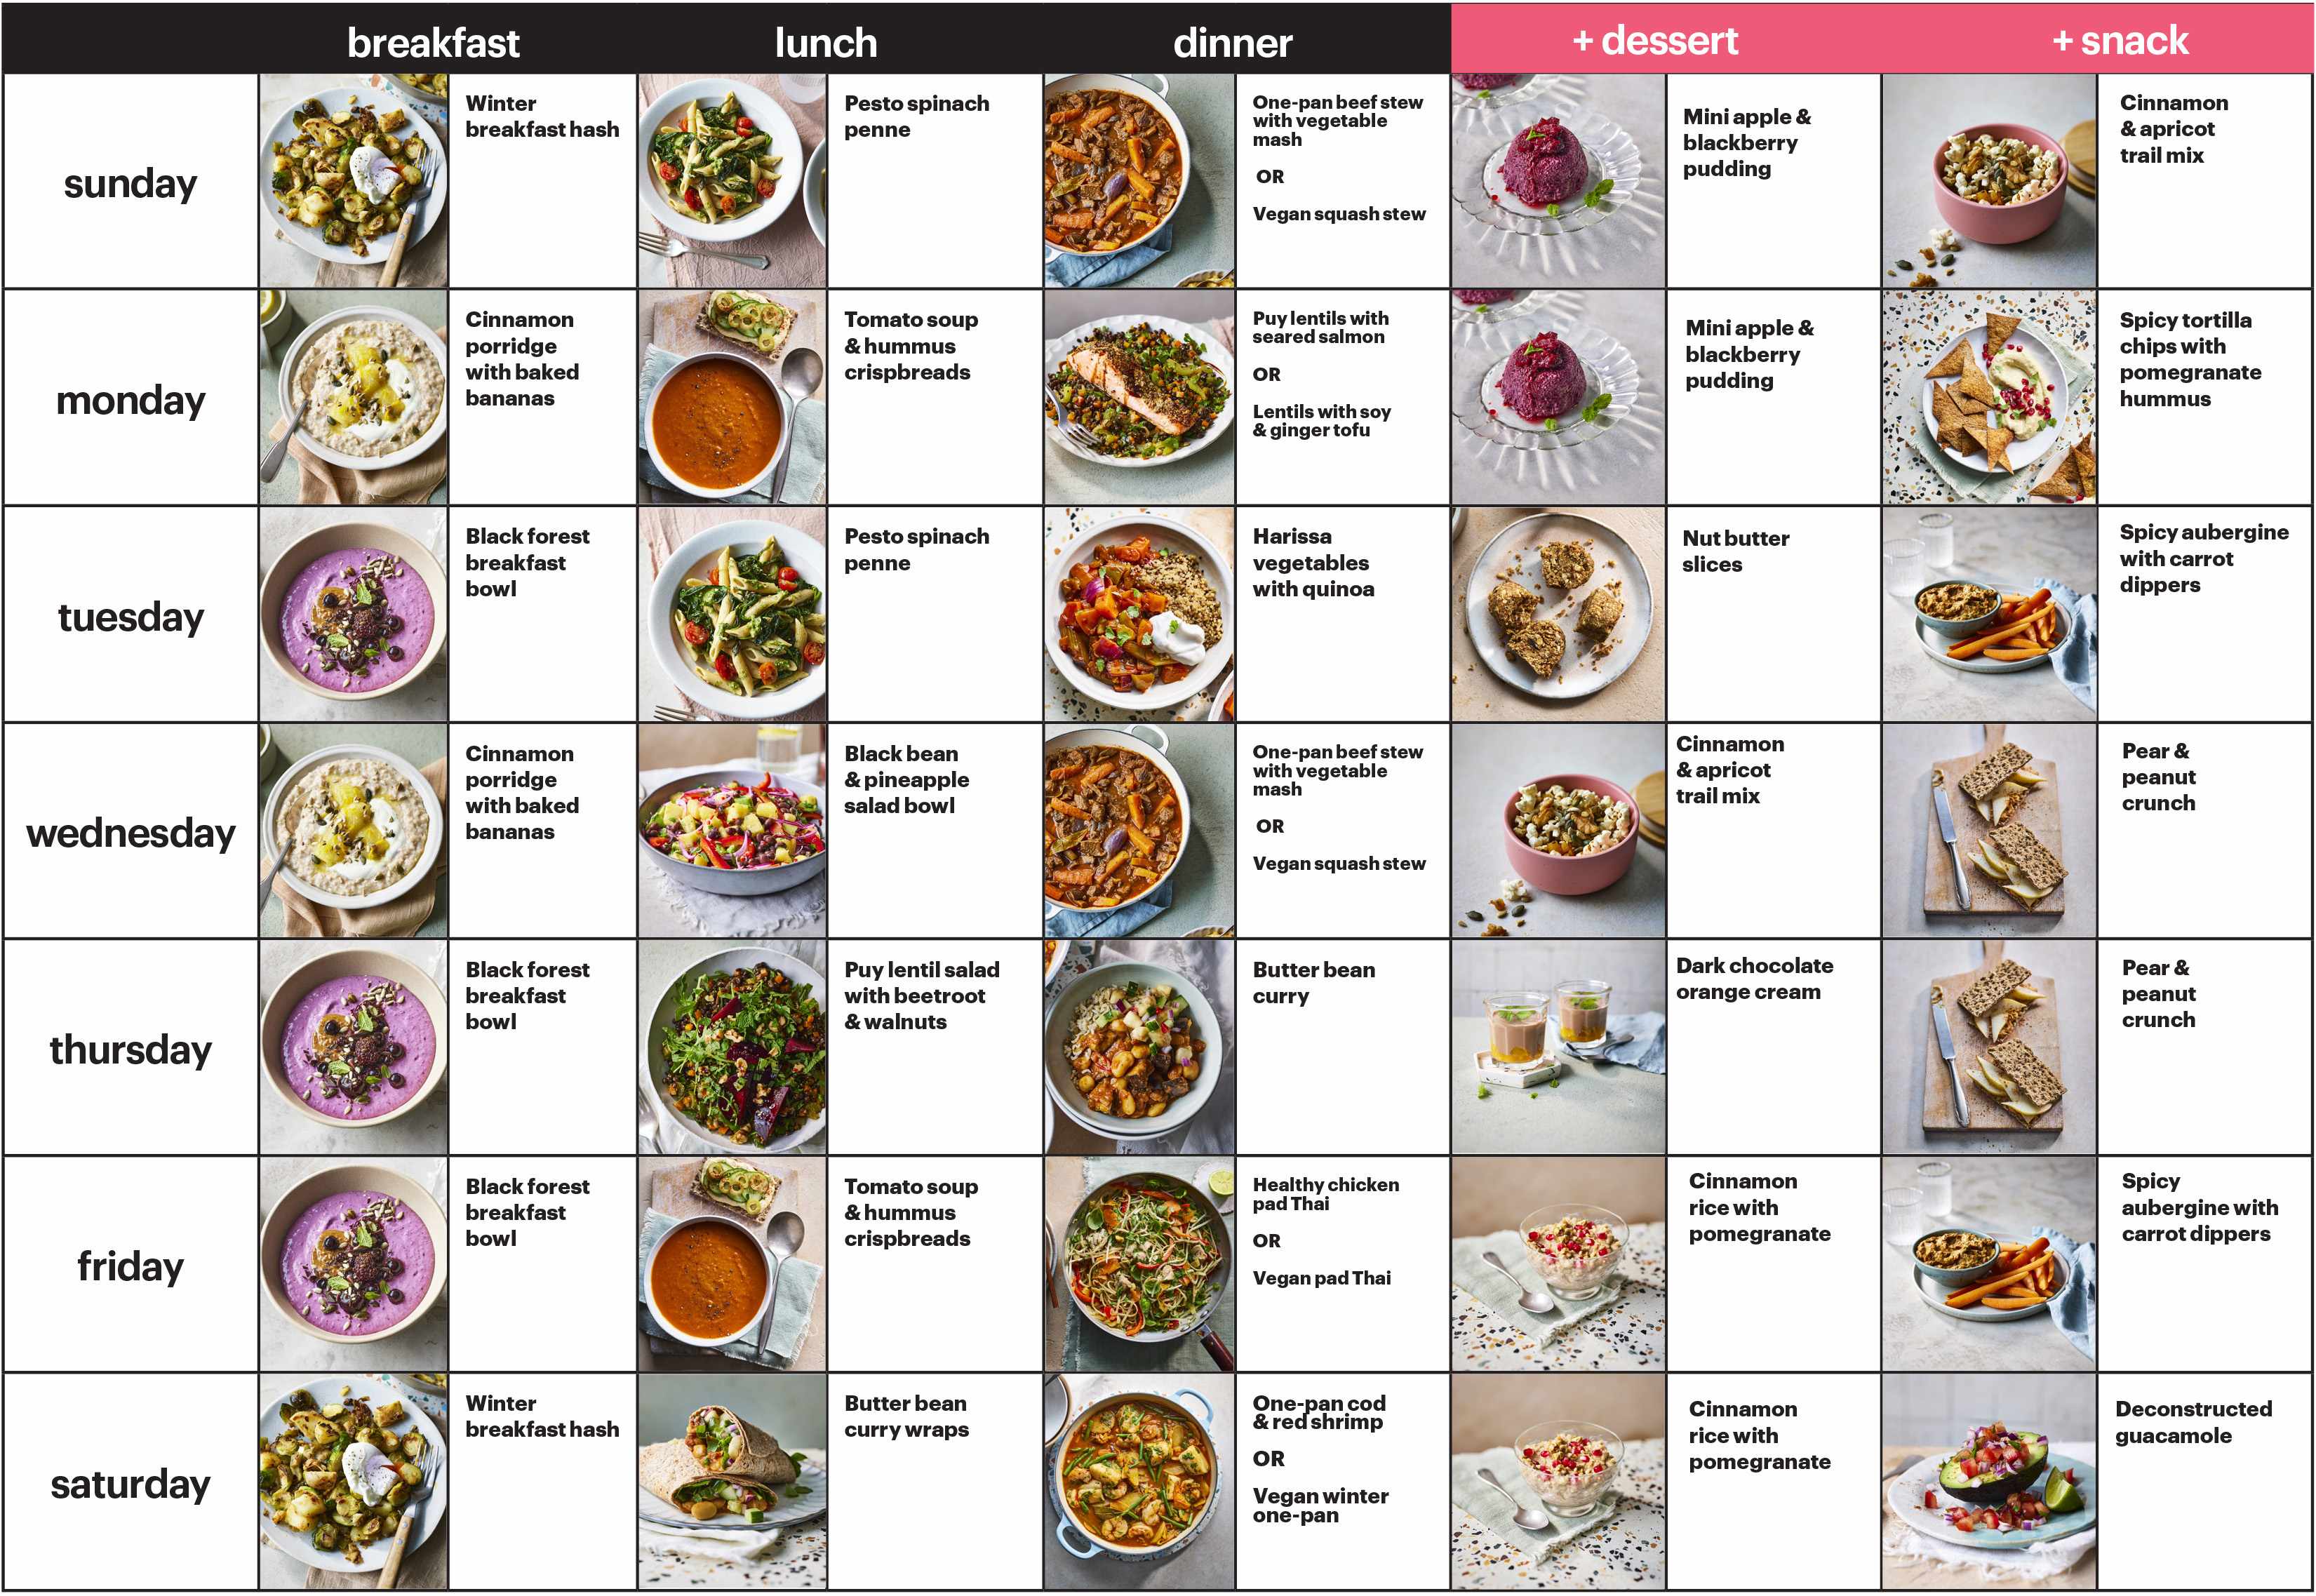 breakfast
lunch
dinner
+ dessert
+ snack
sunday
Winter
breakfast hash
Pesto spinach
penne
One-pan beef stew
with vegetable
mash
OR
Vegan squash stew
Mini apple &
blackberry
pudding
Cinnamon
& apricot
trail mix
monday
Cinnamon
porridge
with baked
bananas
Tomato soup
& hummus
crispbreads
Puy lentils with
seared salmon
OR
Lentils with soy
& ginger tofu
Mini apple &
blackberry
pudding
Spicy tortilla
chips with
pomegranate
hummus
tuesday
Black forest
breakfast
bowl
Pesto spinach
penne
Harissa
vegetables
with quinoa
Nut butter
slices
Spicy aubergine
with carrot
dippers
wednesday
Cinnamon
porridge
with baked
bananas
Black bean
& pineapple
salad bowl
One-pan beef stew
with vegetable
mash
OR
Vegan squash stew
Cinnamon
& apricot
trail mix
Pear &
peanut
crunch
thursday
Black forest
breakfast
bowl
Puy lentil salad
with beetroot
& walnuts
Butter bean
curry
Dark chocolate
orange cream
Pear &
peanut
crunch
friday
Black forest
breakfast
bowl
Tomato soup
& hummus
crispbreads
Healthy chicken
pad Thai
OR
Vegan pad Thai
Cinnamon
rice with
pomegranate
Spicy
aubergine with
carrot dippers
saturday
Winter
breakfast hash
Butter bean
curry wraps
One-pan cod
& red shrimp
OR
Vegan winter
one-pan
Cinnamon
rice with
pomegranate
Deconstructed
guacamole